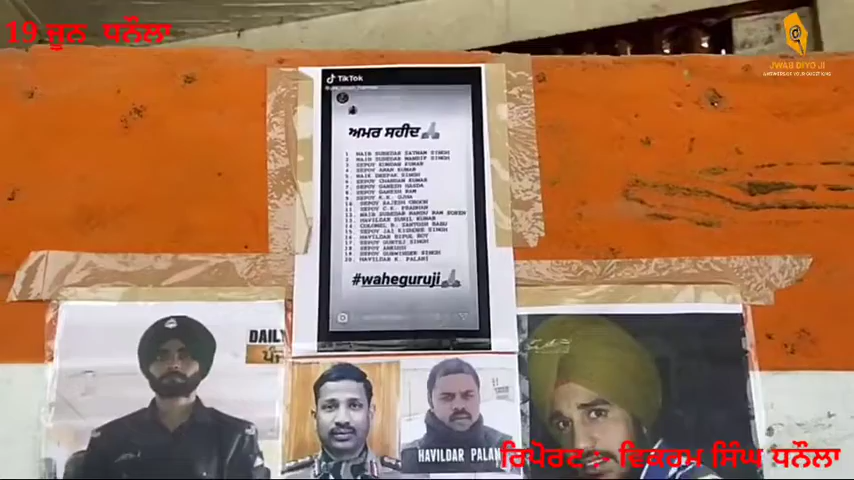 19 ਜੂਨ ਧਨੌਲਾ
JWAB DIYO JI
TikTok
ਅਮਰ ਸਹੀਦ
1 NAIB SUBEDAR SATNAM SINGH
2 NAIB SUBEDAR MANDIP SINGH
3 SEPOY KUNDAN KUMAR
4 SEPOY AMAN KUMAR
5 NAIK DEEPAK SINGH
6 SEPOY CHANDAN KUMAR
7 SEPOY GANESH HASDA
8 SEPOY GANESH RAM
9 SEPOY K.K. OJHA
10 SEPOY RAJESH ORAON
11 SEPOY C.K. PRADHAN
12 NAIB SUBEDAR NANDU RAM SOREN
13 HAVILDAR SUNIL KUMAR
14 COLONEL B. SANTOSH BABU
15 SEPOY JAI KISHORE SINGH
16 HAVILDAR BIPUL ROY
17 SEPOY GURTEJ SINGH
18 SEPOY ANKUSH
19 SEPOY GURWINDER SINGH
20 HAVILDAR K. PALANI
#waheguruji
DAILY
HAVILDAR PALAN
ਰਿਪੋਰਟ :- ਵਿਕਰਮ ਸਿੰਘ ਧਨੌਲਾ